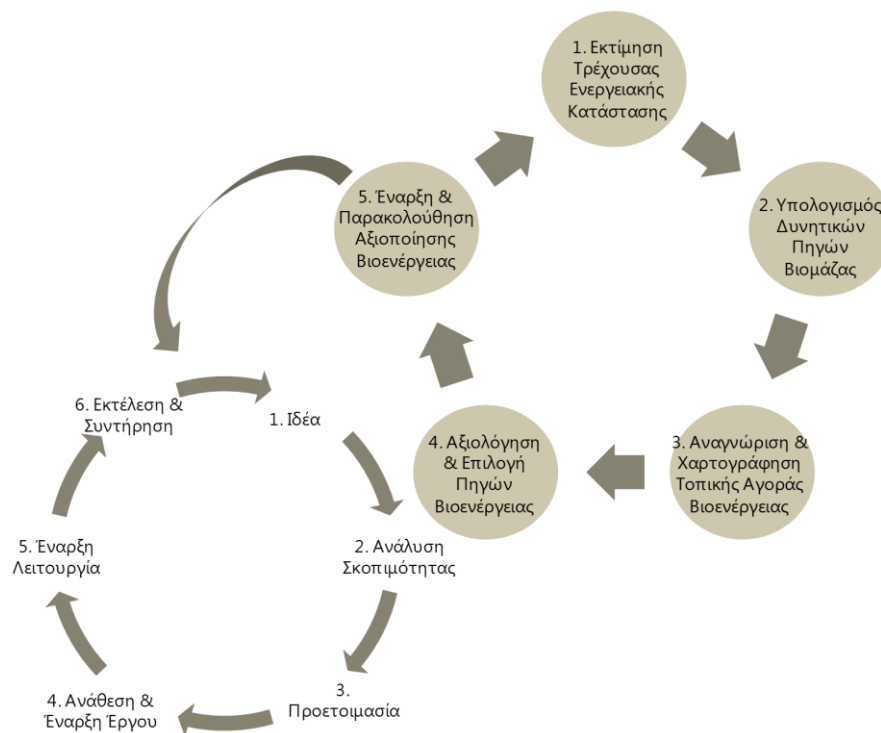 1. Εκτίμηση
Τρέχουσας
Ενεργειακής
Κατάστασης
2. Υπολογισμός
Δυνητικών
Πηγών
Βιομάζας
3. Αναγνώριση &
Χαρτογράφηση
Τοπικής Αγοράς
Βιοενέργειας
4. Αξιολόγηση
& Επιλογή
Πηγών
Βιοενέργειας
5. Έναρξη &
Παρακολούθηση
Αξιοποίησης
Βιοενέργειας
1. Ιδέα
2. Ανάλυση
Σκοπιμότητας
3.
Προετοιμασία
4. Ανάθεση &
Έναρξη Έργου
5. Έναρξη
Λειτουργία
6. Εκτέλεση &
Συντήρηση